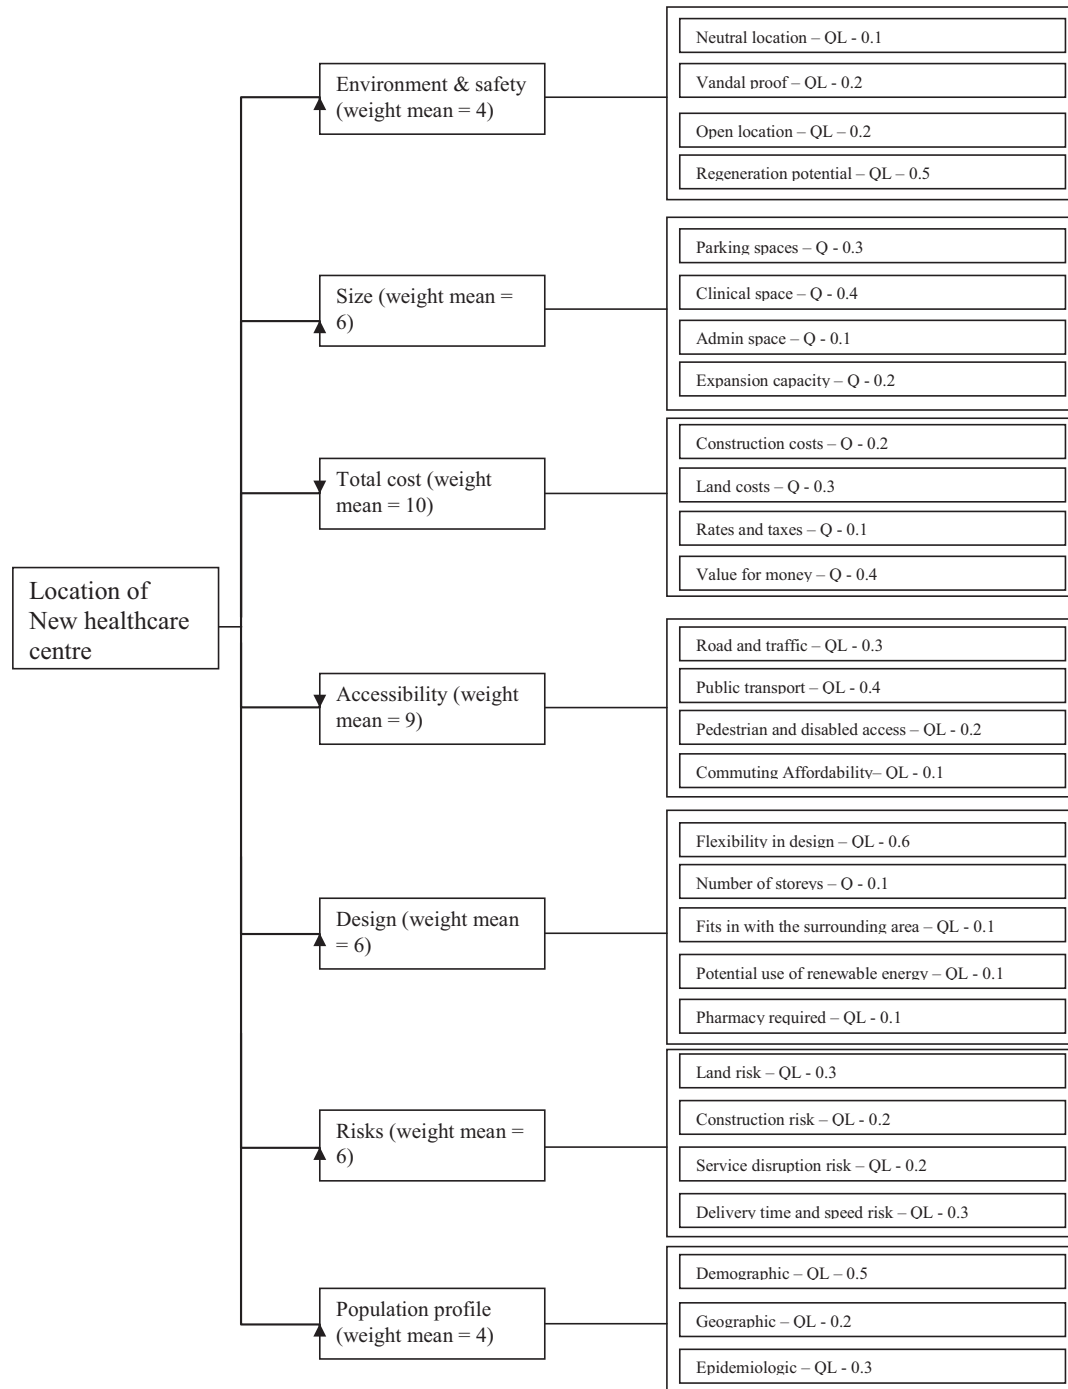 Location of
New healthcare
centre
Environment & safety
(weight mean = 4)
Neutral location – QL - 0.1
Vandal proof – QL - 0.2
Open location – QL – 0.2
Regeneration potential – QL – 0.5
Size (weight mean =
6)
Parking spaces – Q - 0.3
Clinical space – Q - 0.4
Admin space – Q - 0.1
Expansion capacity – Q - 0.2
Total cost (weight
mean = 10)
Construction costs – Q - 0.2
Land costs – Q - 0.3
Rates and taxes – Q - 0.1
Value for money – Q - 0.4
Accessibility (weight
mean = 9)
Road and traffic – QL - 0.3
Public transport – QL - 0.4
Pedestrian and disabled access – QL - 0.2
Commuting Affordability– QL - 0.1
Design (weight mean
= 6)
Flexibility in design – QL - 0.6
Number of storeys – Q - 0.1
Fits in with the surrounding area – QL - 0.1
Potential use of renewable energy – QL - 0.1
Pharmacy required – QL - 0.1
Risks (weight mean =
6)
Land risk – QL - 0.3
Construction risk – QL - 0.2
Service disruption risk – QL - 0.2
Delivery time and speed risk – QL - 0.3
Population profile
(weight mean = 4)
Demographic – QL – 0.5
Geographic – QL - 0.2
Epidemiologic – QL - 0.3